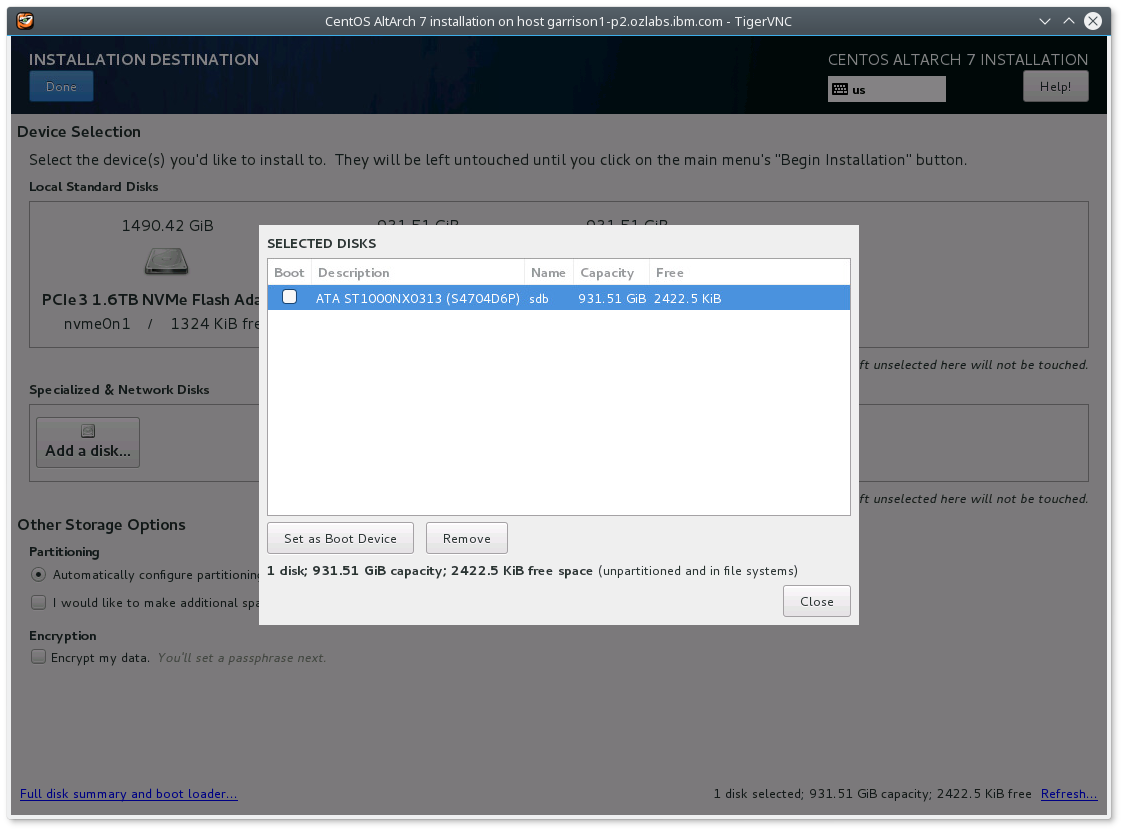 CentOS AltArch 7 installation on host garrison1-p2.ozlabs.ibm.com - TigerVNC
INSTALLATION DESTINATION
CENTOS ALTARCH 7 INSTALLATION
Done
us
Help!
Device Selection
Select the device(s) you'd like to install to.  They will be left untouched until you click on the main menu's "Begin Installation" button.
Local Standard Disks
1490.42 GiB
931.51 GiB
931.51 GiB
PCIe3 1.6TB NVMe Flash Ada
nvme0n1 / 1324 KiB fre
ft unselected here will not be touched.
Specialized & Network Disks
Add a disk...
ft unselected here will not be touched.
Other Storage Options
Partitioning
Automatically configure partitioning
I would like to make additional spa
Encryption
Encrypt my data. You'll set a passphrase next.
SELECTED DISKS
Boot Description Name Capacity Free
ATA ST1000NX0313 (S4704D6P) sdb 931.51 GiB 2422.5 KiB
Set as Boot Device
Remove
1 disk; 931.51 GiB capacity; 2422.5 KiB free space (unpartitioned and in file systems)
Close
Full disk summary and boot loader...
1 disk selected; 931.51 GiB capacity; 2422.5 KiB free
Refresh...